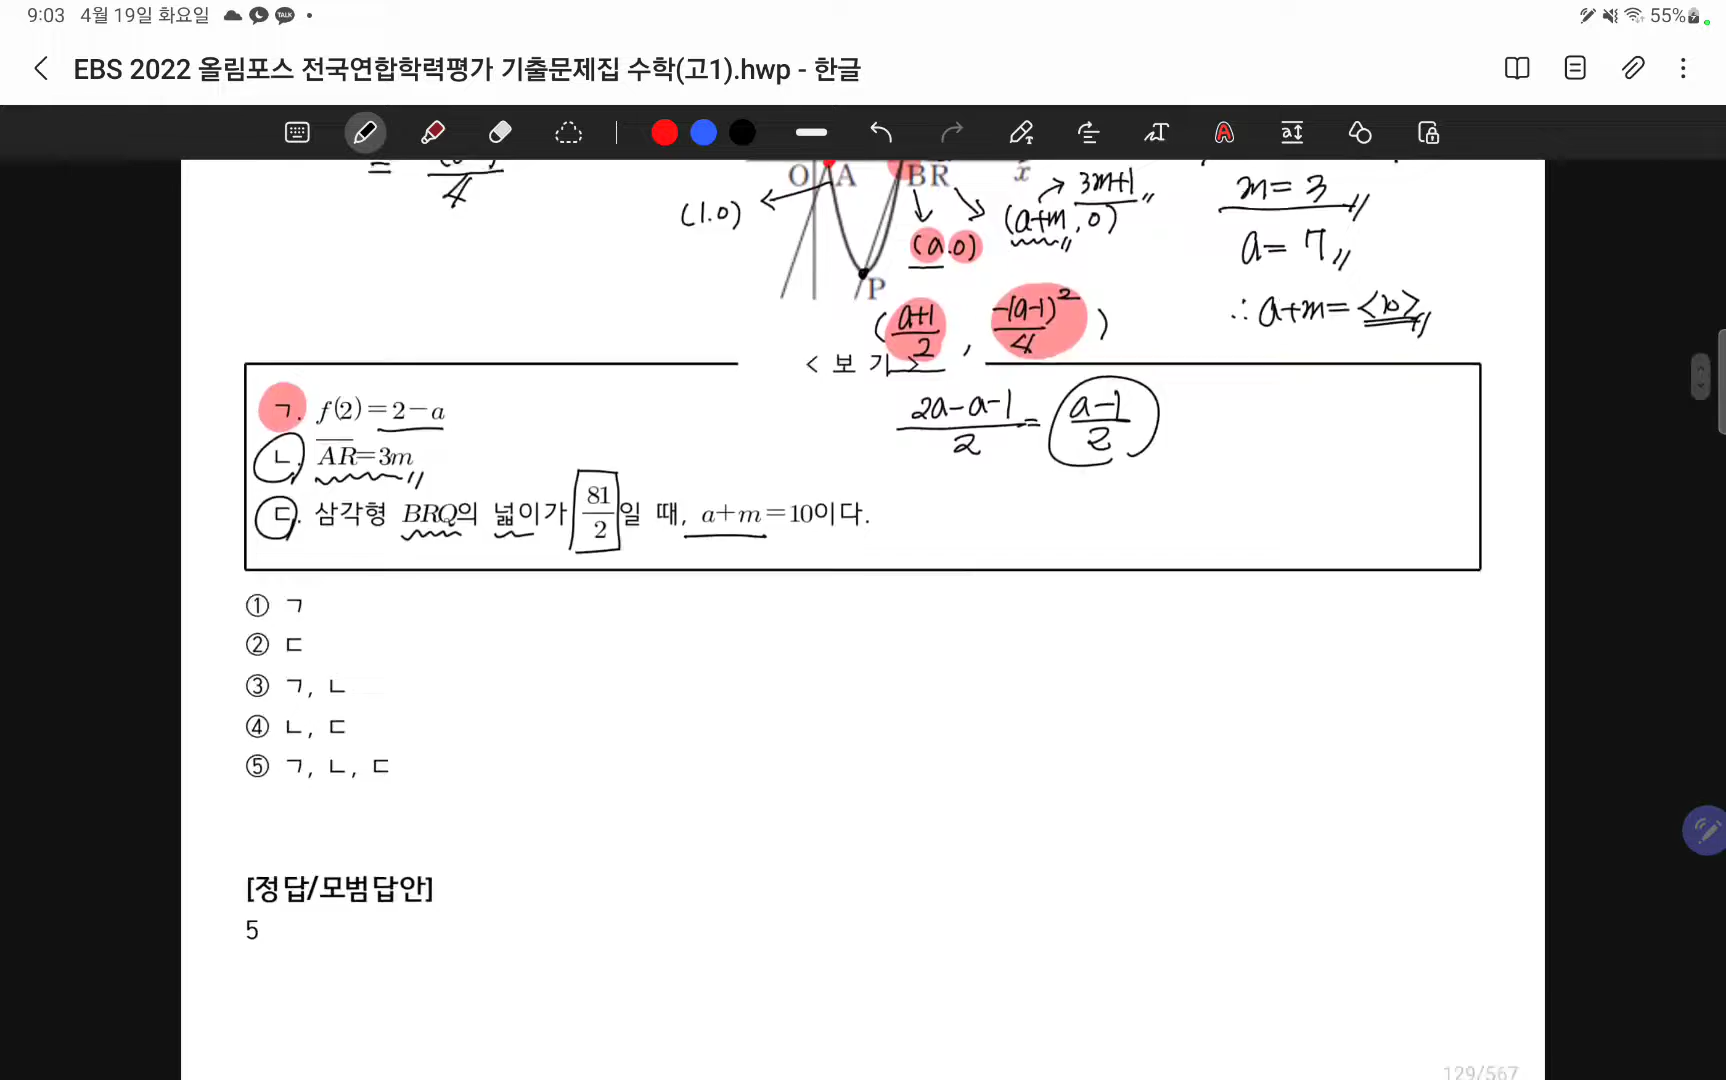 9:03 4월 19일 화요일 TALK 55%
EBS 2022 올림포스 전국연합학력평가 기출문제집 수학(고1).hwp - 한글
= 4
O A B R x
(1.0)
3m+1
(a+m, 0)
(a.0)
m = 3
a = 7
∴ a+m = <10>
P
(a+1/2, -(a-1)²/4)
< 보 기 >
ㄱ. f(2)=2-a
2a-a-1/2 = a-1/2
ㄴ. AR=3m
ㄷ. 삼각형 BRQ의 넓이가 81/2일 때, a+m=10이다.
① ㄱ
② ㄷ
③ ㄱ, ㄴ
④ ㄴ, ㄷ
⑤ ㄱ, ㄴ, ㄷ
[정답/모범답안]
5
129/567